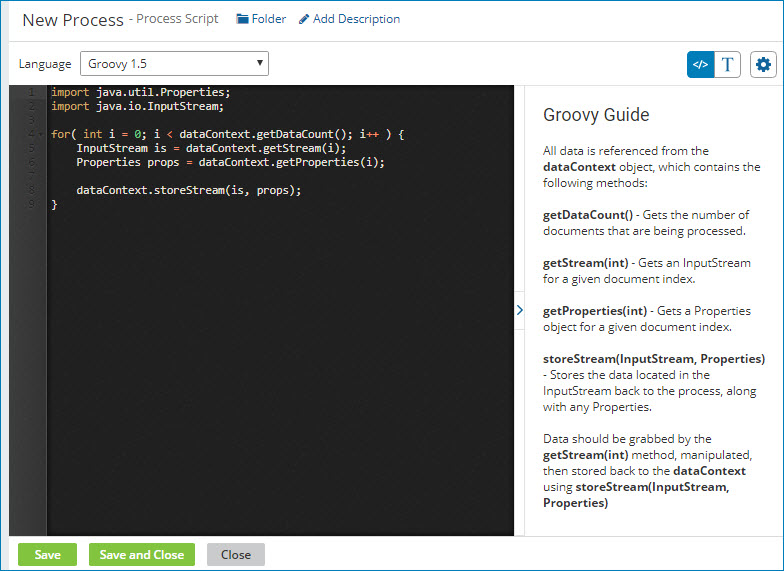 New Process - Process Script Folder Add Description
Language Groovy 1.5
</> T
1 import java.util.Properties;
2 import java.io.InputStream;
3
4 for( int i = 0; i < dataContext.getDataCount(); i++ ) {
5 InputStream is = dataContext.getStream(i);
6 Properties props = dataContext.getProperties(i);
7
8 dataContext.storeStream(is, props);
9 }
Groovy Guide
All data is referenced from the
dataContext object, which contains the
following methods:
getDataCount() - Gets the number of
documents that are being processed.
getStream(int) - Gets an InputStream
for a given document index.
getProperties(int) - Gets a Properties
object for a given document index.
storeStream(InputStream, Properties)
- Stores the data located in the
InputStream back to the process, along
with any Properties.
Data should be grabbed by the
getStream(int) method, manipulated,
then stored back to the dataContext
using storeStream(InputStream,
Properties)
Save Save and Close Close